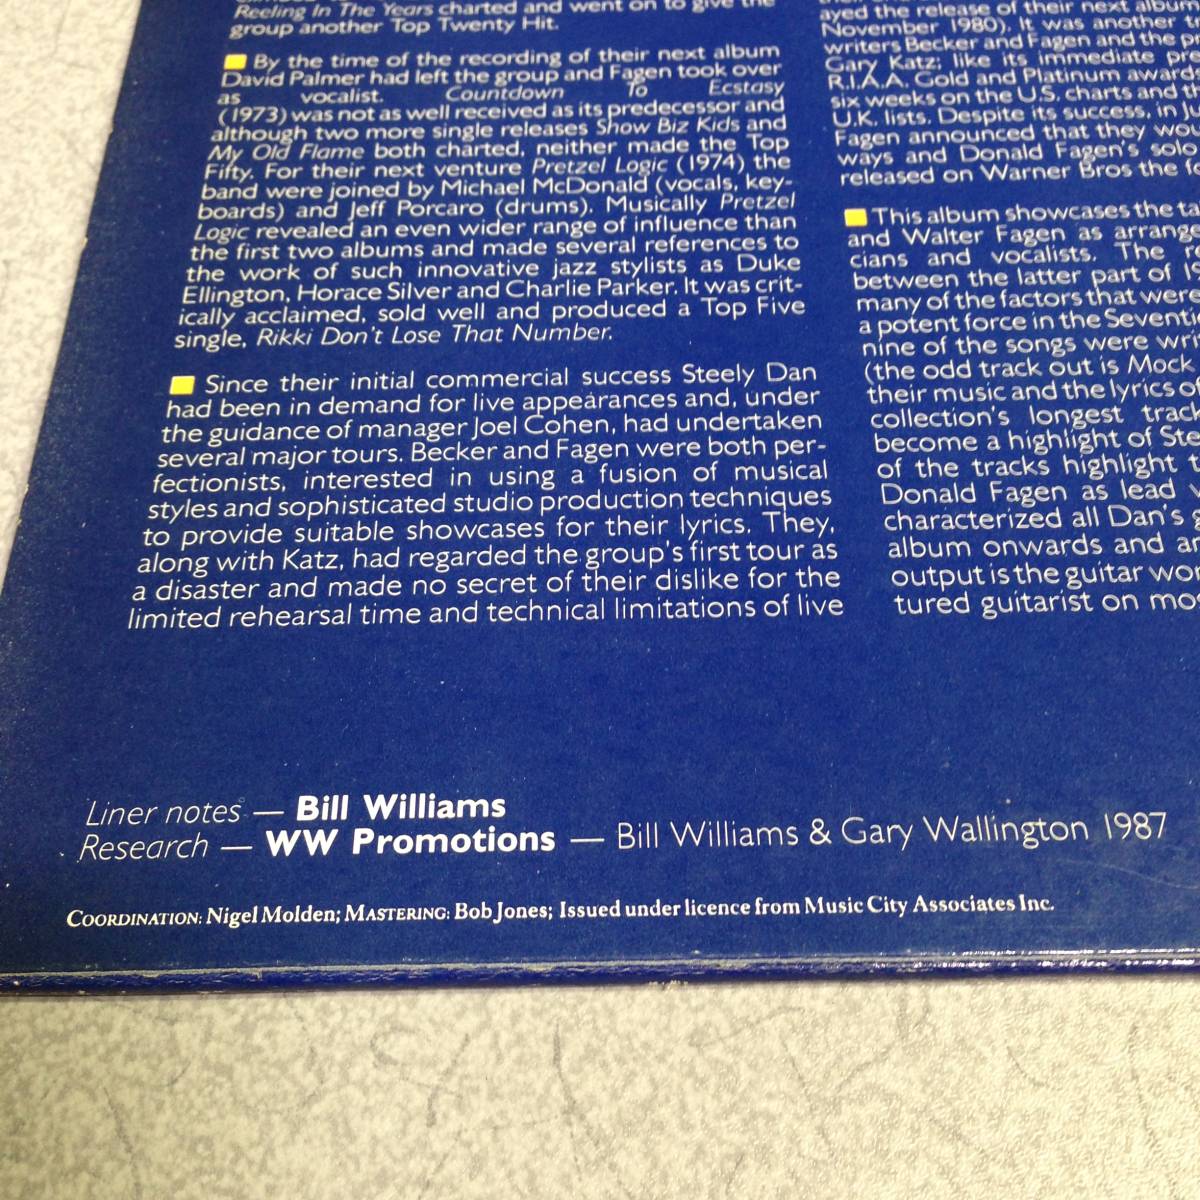 Reeling In The Years charted and went on to give the
group another Top Twenty Hit.
By the time of the recording of their next album
David Palmer had left the group and Fagen took over
as vocalist. Countdown To Ecstasy
(1973) was not as well received as its predecessor and
although two more single releases Show Biz Kids and
My Old Flame both charted, neither made the Top
Fifty. For their next venture Pretzel Logic (1974) the
band were joined by Michael McDonald (vocals, key-
boards) and Jeff Porcaro (drums). Musically Pretzel
Logic revealed an even wider range of influence than
the first two albums and made several references to
the work of such innovative jazz stylists as Duke
Ellington, Horace Silver and Charlie Parker. It was crit-
ically acclaimed, sold well and produced a Top Five
single, Rikki Don't Lose That Number.
Since their initial commercial success Steely Dan
had been in demand for live appearances and, under
the guidance of manager Joel Cohen, had undertaken
several major tours. Becker and Fagen were both per-
fectionists, interested in using a fusion of musical
styles and sophisticated studio production techniques
to provide suitable showcases for their lyrics. They,
along with Katz, had regarded the group's first tour as
a disaster and made no secret of their dislike for the
limited rehearsal time and technical limitations of live
ayed the release of their next album
November 1980). It was another
writers Becker and Fagen and the
Gary Katz; like its immediate
R.I.A.A. Gold and Platinum
six weeks on the U.S. charts and
U.K. lists. Despite its success, in
Fagen announced that they
ways and Donald Fagen's solo
released on Warner Bros the
This album showcases the
and Walter Fagen as
cians and vocalists. The
between the latter part of
many of the factors that were
a potent force in the
nine of the songs were
(the odd track out is Mock
their music and the lyrics
collection's longest
become a highlight of
of the tracks highlight
Donald Fagen as lead
characterized all Dan's
album onwards and
output is the guitar
tured guitarist on
Liner notes — Bill Williams
Research — WW Promotions — Bill Williams & Gary Wallington 1987
COORDINATION: Nigel Molden; MASTERING: Bob Jones; Issued under licence from Music City Associates Inc.